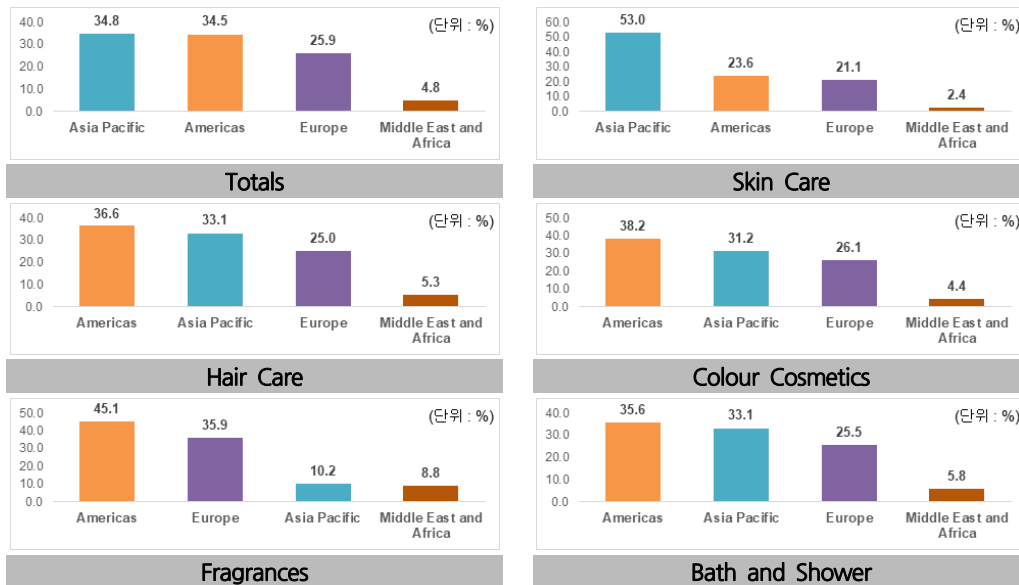 40.0
30.0
20.0
10.0
0.0
34.8
34.5
25.9
4.8
(단위 : %)
Asia Pacific
Americas
Europe
Middle East and
Africa
Totals
60.0
50.0
40.0
30.0
20.0
10.0
0.0
53.0
23.6
21.1
2.4
(단위 : %)
Asia Pacific
Americas
Europe
Middle East and
Africa
Skin Care
40.0
30.0
20.0
10.0
0.0
36.6
33.1
25.0
5.3
(단위 : %)
Americas
Asia Pacific
Europe
Middle East and
Africa
Hair Care
50.0
40.0
30.0
20.0
10.0
0.0
38.2
31.2
26.1
4.4
(단위 : %)
Americas
Asia Pacific
Europe
Middle East and
Africa
Colour Cosmetics
50.0
40.0
30.0
20.0
10.0
0.0
45.1
35.9
10.2
8.8
(단위 : %)
Americas
Europe
Asia Pacific
Middle East and
Africa
Fragrances
40.0
30.0
20.0
10.0
0.0
35.6
33.1
25.5
5.8
(단위 : %)
Americas
Asia Pacific
Europe
Middle East and
Africa
Bath and Shower